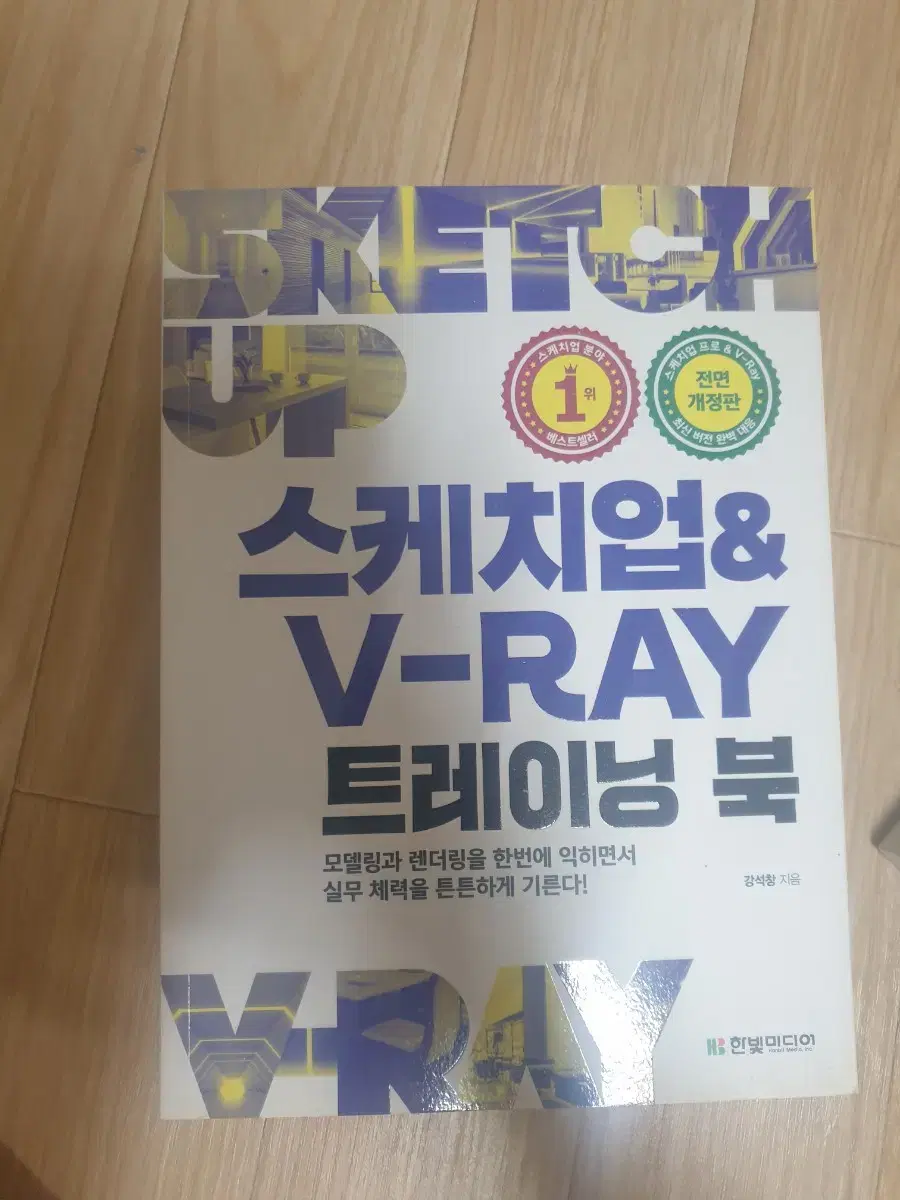 SKETCH
UP
스케치업 분야
1위
베스트셀러
스케치업 프로 & V-Ray
전면
개정판
최신 버전 완벽 대응
스케치업&
V-RAY
트레이닝 북
모델링과 렌더링을 한번에 익히면서
실무 체력을 튼튼하게 기른다!
강석창 지음
V-RAY
HB 한빛미디어
Hanbit Media, Inc.